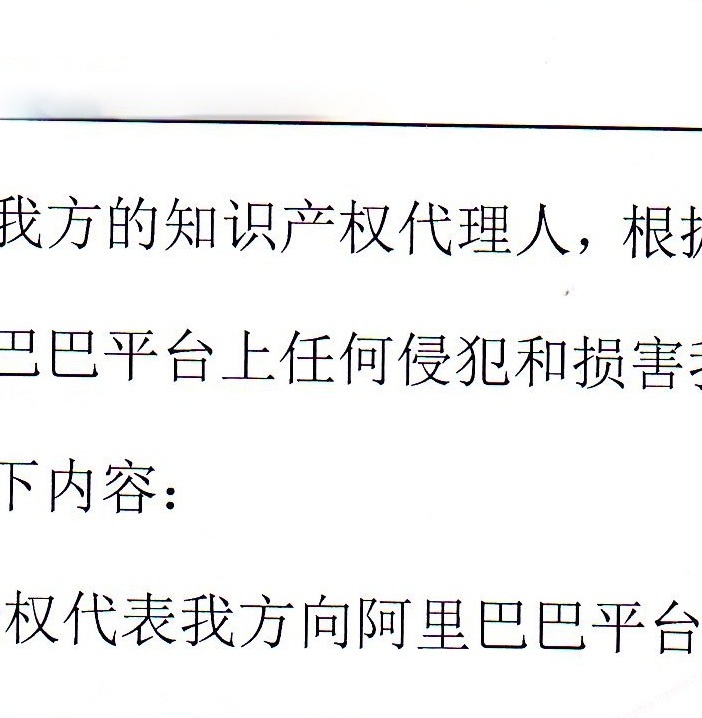 我方的知识产权代理人，根据
巴巴平台上任何侵犯和损害我
下内容：
权代表我方向阿里巴巴平台